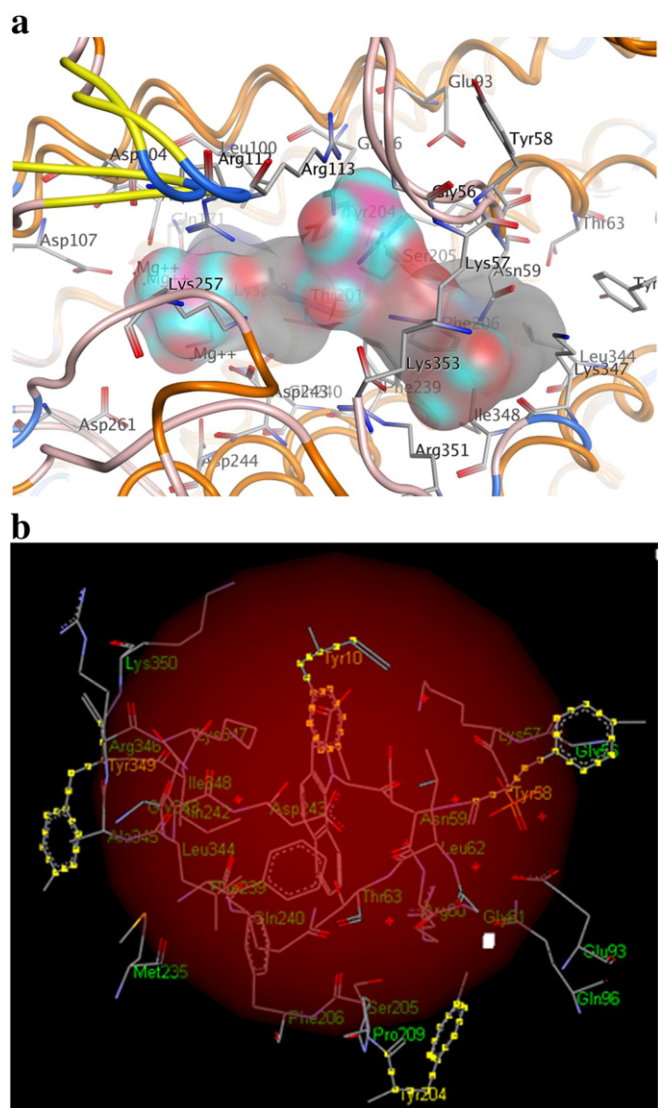 a
Glu93
Tyr58
Leu100
Arg112
Arg113
Gly56
Tyr204
Thr63
Asp107
Ser205
Lys57
Asn59
Mg++
Lys257
Thr201
Phe206
Mg++
Leu344
Lys347
Lys353
Asp243
Phe239
Ile348
Asp261
Arg351
Asp244
b
Tyr10
Lys350
Lys57
Gly56
Arg346
Lys347
Tyr349
Ile348
Tyr58
Asp243
Asn59
Ala345
Leu344
Leu62
Phe239
Thr63
Gln240
Gly61
Glu93
Met235
Gln96
Ser205
Phe206
Pro209
Tyr204